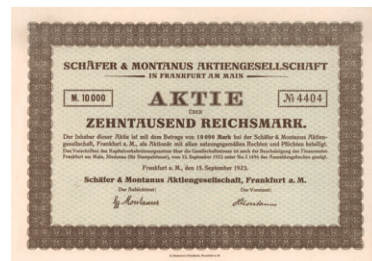 SCHÄFER & MONTANUS AKTIENGESELLSCHAFT
IN FRANKFURT AM MAIN
M. 10 000
AKTIE
№ 4404
ÜBER
ZEHNTAUSEND REICHSMARK.
Der Inhaber dieser Aktie ist mit dem Betrage von 10 000 Mark bei der Schäfer & Montanus Aktien-
gesellschaft, Frankfurt a. M., als Aktionär mit allen satzungsgemäßen Rechten und Pflichten beteiligt.
Frankfurt a. M., den 15. September 1923.
Schäfer & Montanus Aktiengesellschaft, Frankfurt a. M.
Der Aufsichtsrat:
Der Vorstand:
Montanus